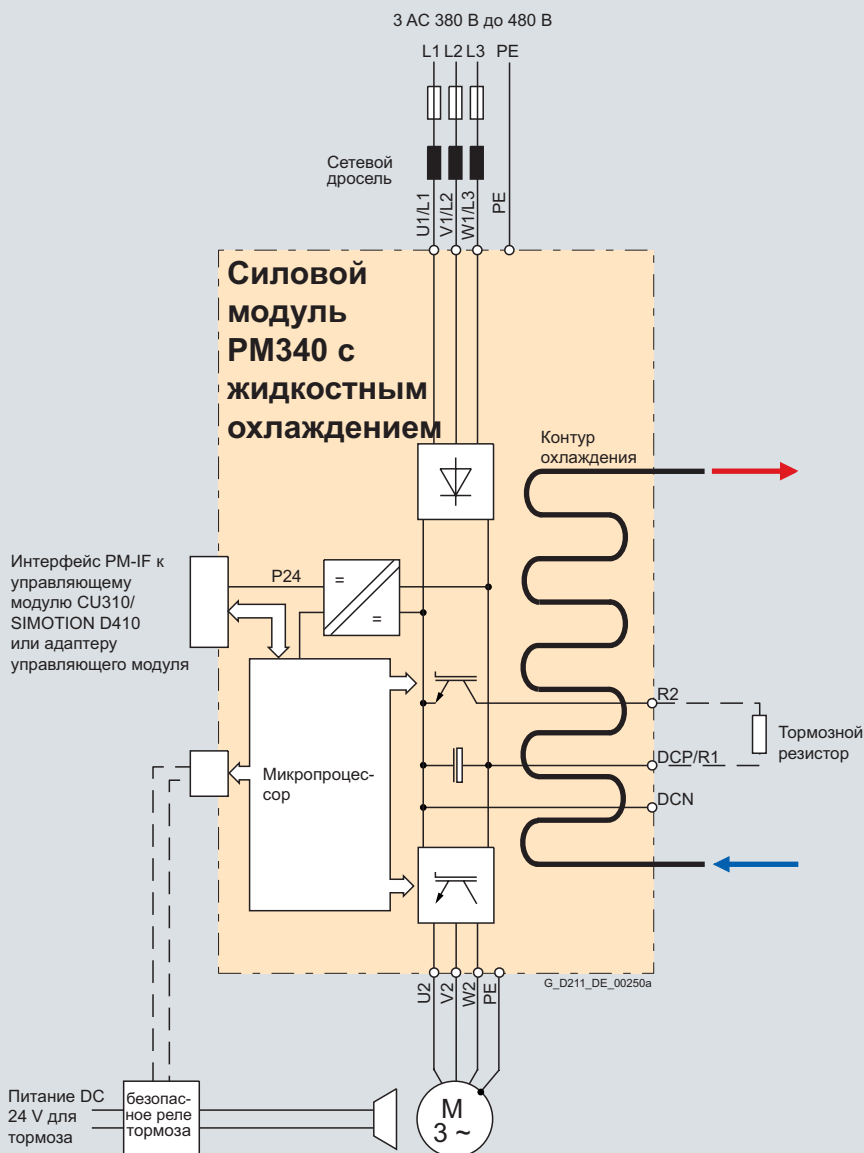 3 AC 380 В до 480 В
L1 L2 L3 PE
Сетевой
дросель
U1/L1
V1/L2
W1/L3
PE
Силовой
модуль
PM340 с
жидкостным
охлаждением
Контур
охлаждения
Интерфейс PM-IF к
управляющему
модулю CU310/
SIMOTION D410
или адаптеру
управляющего модуля
P24
=
=
R2
Тормозной
резистор
DCP/R1
Микропроцес-
сор
DCN
U2
V2
W2
PE
G_D211_DE_00250a
Питание DC
24 V для
тормоза
безопас-
ное реле
тормоза
M
3 ~